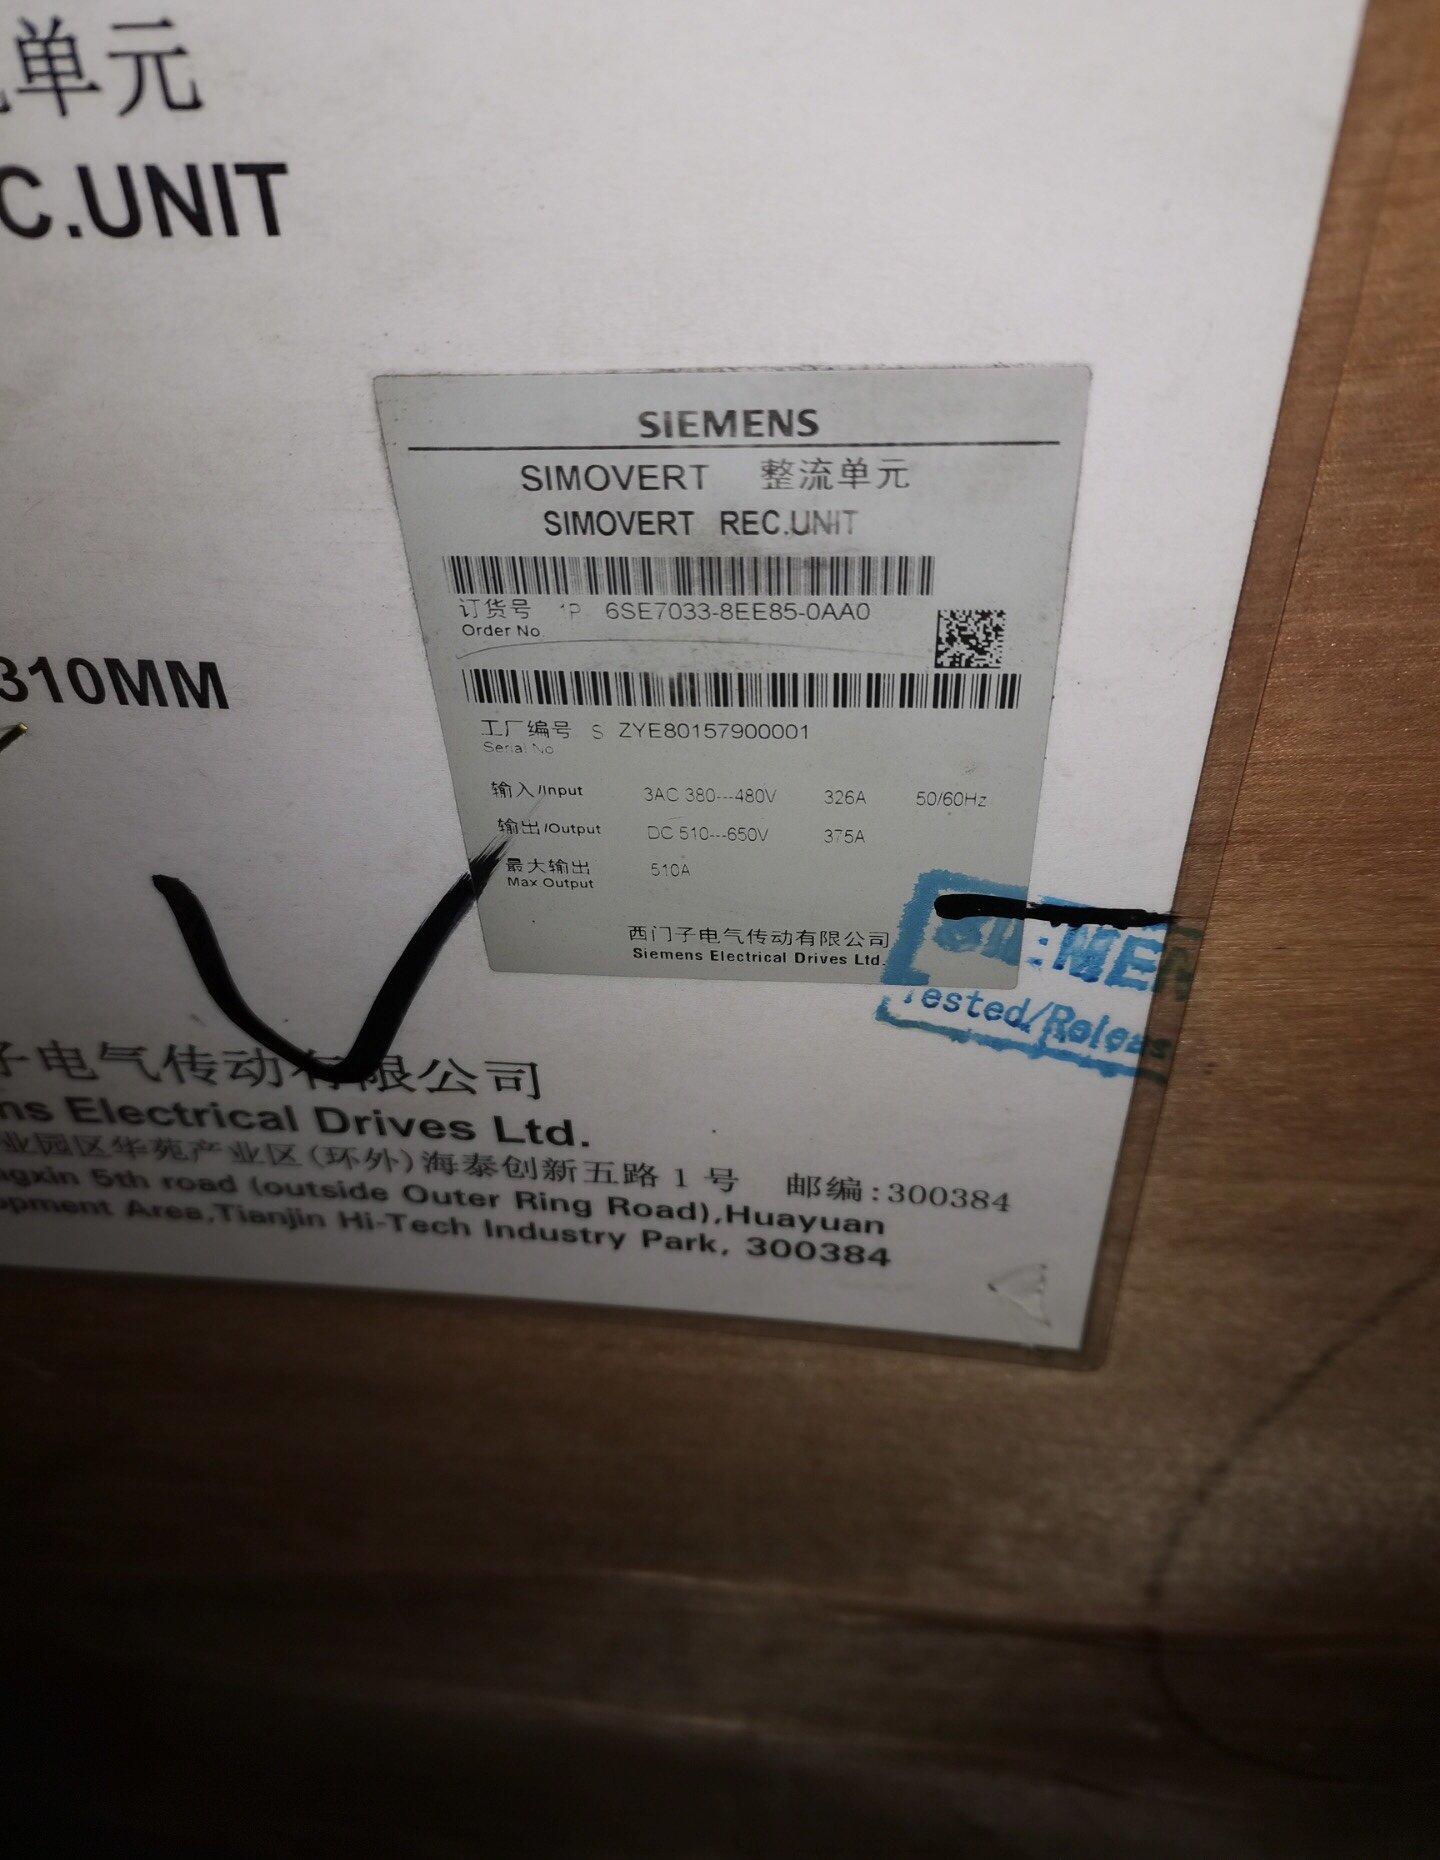 单元
C.UNIT
310MM
SIEMENS
SIMOVERT 整流单元
SIMOVERT REC.UNIT
订货号 1P 6SE7033-8EE85-0AA0
Order No.
工厂编号 S ZYE80157900001
Serial No
输入/Input 3AC 380---480V 326A 50/60Hz
输出/Output DC 510---650V 375A
最大输出 510A
Max Output
西门子电气传动有限公司
Siemens Electrical Drives Ltd.
Tested/Releas
子电气传动有限公司
ns Electrical Drives Ltd.
业园区华苑产业区(环外)海泰创新五路1号 邮编:300384
ngxin 5th road (outside Outer Ring Road),Huayuan
opment Area,Tianjin Hi-Tech Industry Park, 300384